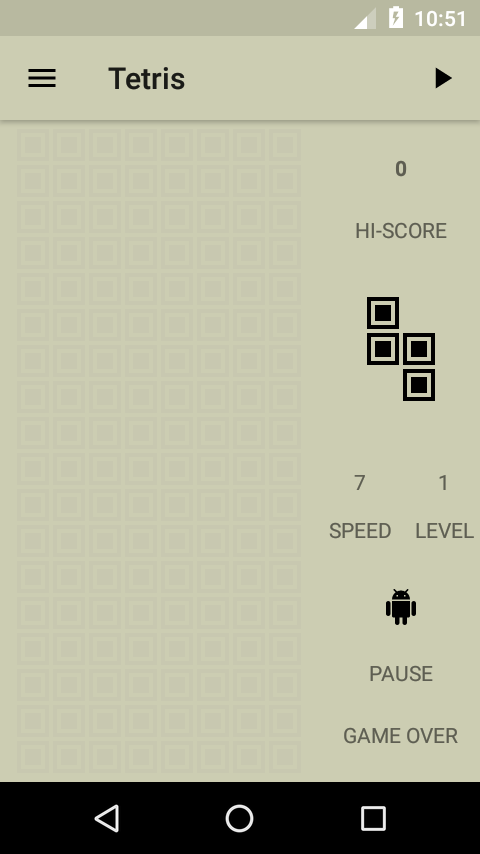 10:51
Tetris
0
HI-SCORE
7 1
SPEED LEVEL
PAUSE
GAME OVER